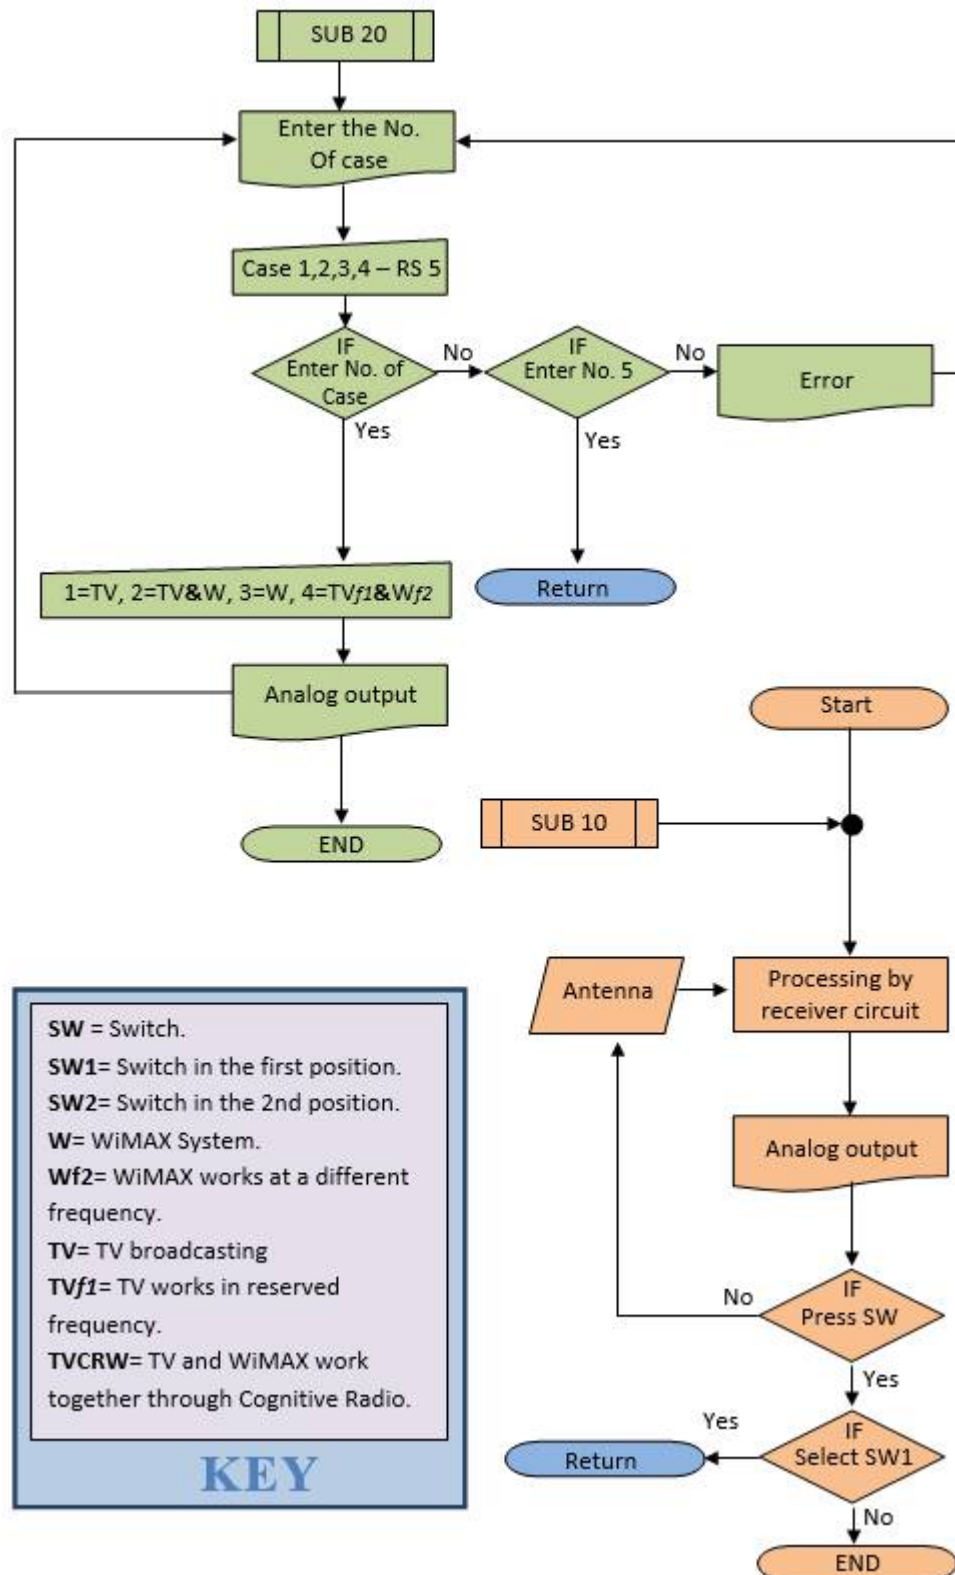 SUB 20
Enter the No.
Of case
Case 1,2,3,4 – RS 5
IF
Enter No. of
Case
No
Yes
IF
Enter No. 5
No
Yes
Error
Return
1=TV, 2=TV&W, 3=W, 4=TVf1&Wf2
Analog output
END
Start
SUB 10
Antenna
Processing by
receiver circuit
Analog output
IF
Press SW
No
Yes
IF
Select SW1
Yes
Return
No
END
SW = Switch.
SW1= Switch in the first position.
SW2= Switch in the 2nd position.
W= WiMAX System.
Wf2= WiMAX works at a different
frequency.
TV= TV broadcasting
TVf1= TV works in reserved
frequency.
TVCRW= TV and WiMAX work
together through Cognitive Radio.
KEY